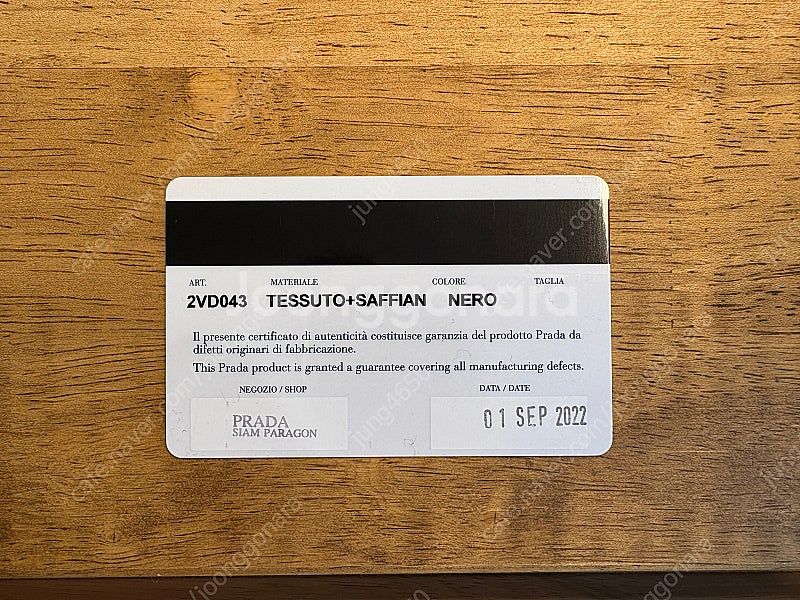 ART. MATERIALE COLORE TAGLIA
2VD043 TESSUTO+SAFFIAN NERO
joonggonara
Il presente certificato di autenticità costituisce garanzia del prodotto Prada da
difetti originari di fabbricazione.
This Prada product is granted a guarantee covering all manufacturing defects.
NEGOZIO / SHOP DATA / DATE
PRADA
SIAM PARAGON
01 SEP 2022